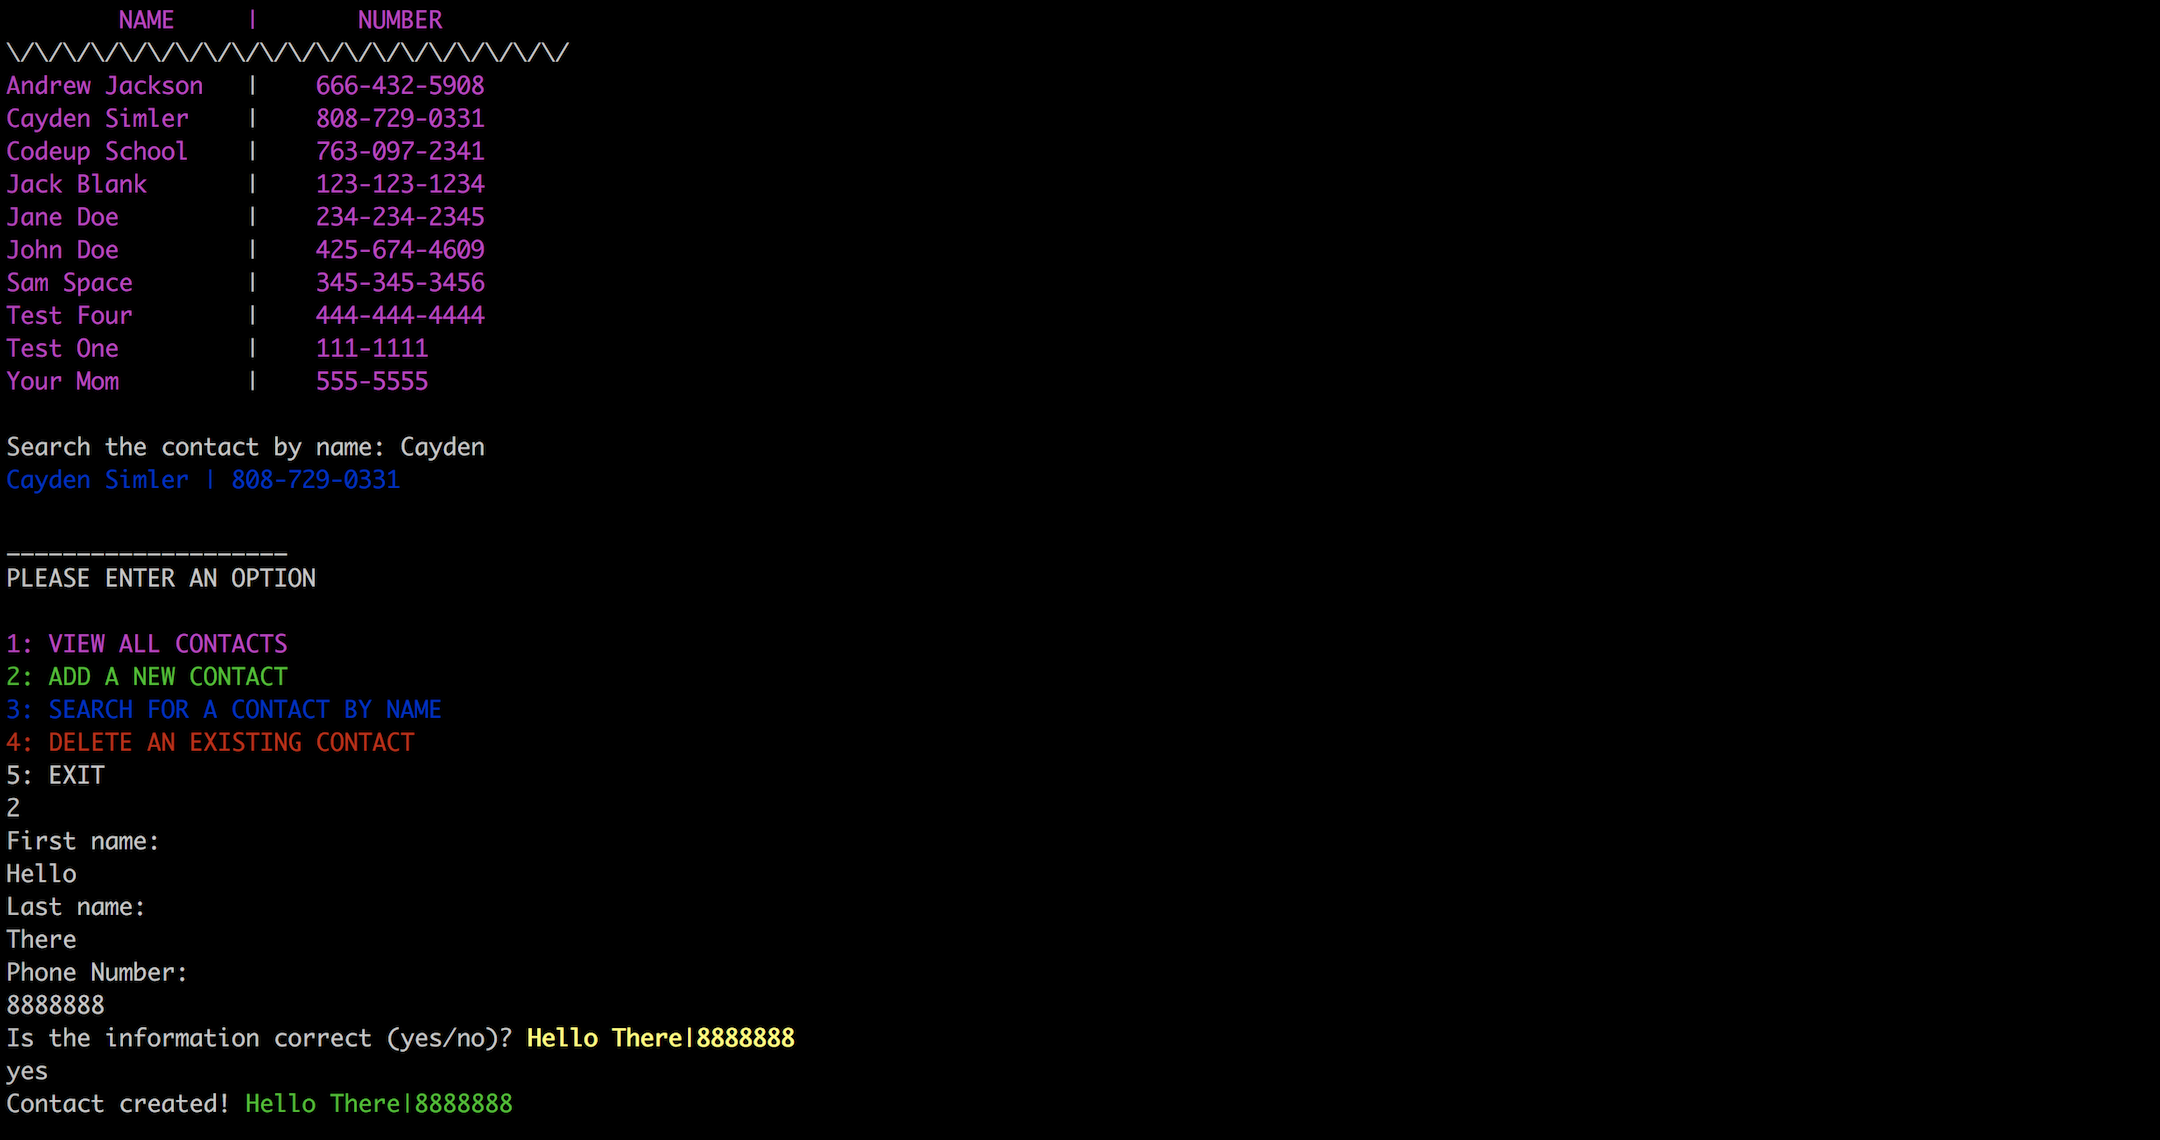 NAME | NUMBER
\/\/\/\/\/\/\/\/\/\/\/\/\/\/\/\/\/\/\/\/
Andrew Jackson | 666-432-5908
Cayden Simler | 808-729-0331
Codeup School | 763-097-2341
Jack Blank | 123-123-1234
Jane Doe | 234-234-2345
John Doe | 425-674-4609
Sam Space | 345-345-3456
Test Four | 444-444-4444
Test One | 111-1111
Your Mom | 555-5555
Search the contact by name: Cayden
Cayden Simler | 808-729-0331
____________________
PLEASE ENTER AN OPTION
1: VIEW ALL CONTACTS
2: ADD A NEW CONTACT
3: SEARCH FOR A CONTACT BY NAME
4: DELETE AN EXISTING CONTACT
5: EXIT
2
First name:
Hello
Last name:
There
Phone Number:
8888888
Is the information correct (yes/no)? Hello There|8888888
yes
Contact created! Hello There|8888888